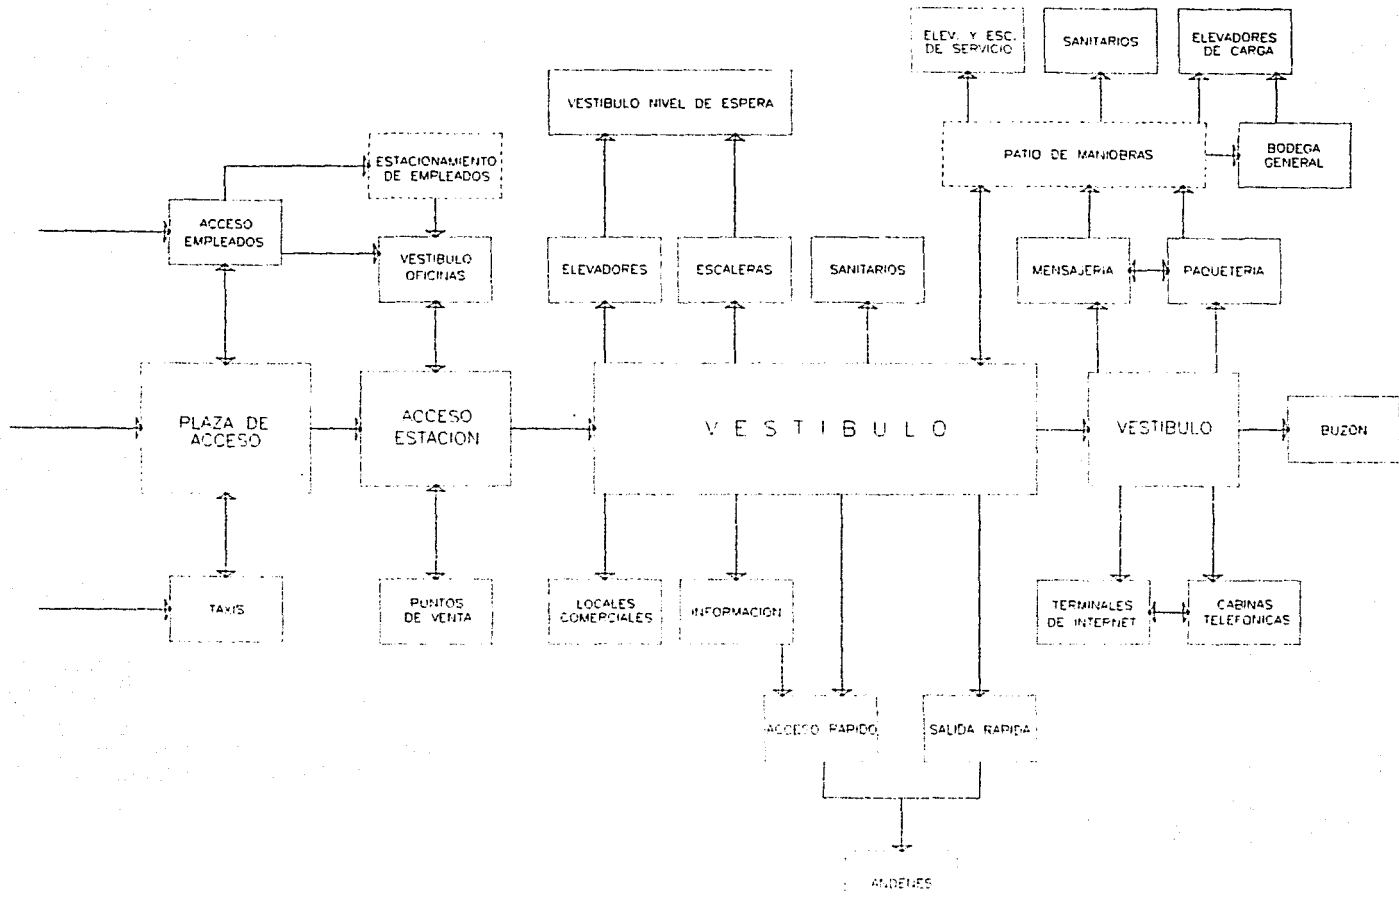 ELEV. Y ESC.
DE SERVICIO
SANITARIOS
ELEVADORES
DE CARGA
VESTIBULO NIVEL DE ESPERA
ESTACIONAMIENTO
DE EMPLEADOS
PATIO DE MANIOBRAS
BODEGA
GENERAL
ACCESO
EMPLEADOS
VESTIBULO
OFICINAS
ELEVADORES
ESCALERAS
SANITARIOS
MENSAJERIA
PAQUETERIA
PLAZA DE
ACCESO
ACCESO
ESTACION
VESTIBULO
VESTIBULO
BUZON
TAXIS
PUNTOS
DE VENTA
LOCALES
COMERCIALES
INFORMACION
TERMINALES
DE INTERNET
CABINAS
TELEFONICAS
ACCESO RAPIDO
SALIDA RAPIDA
ANDENES